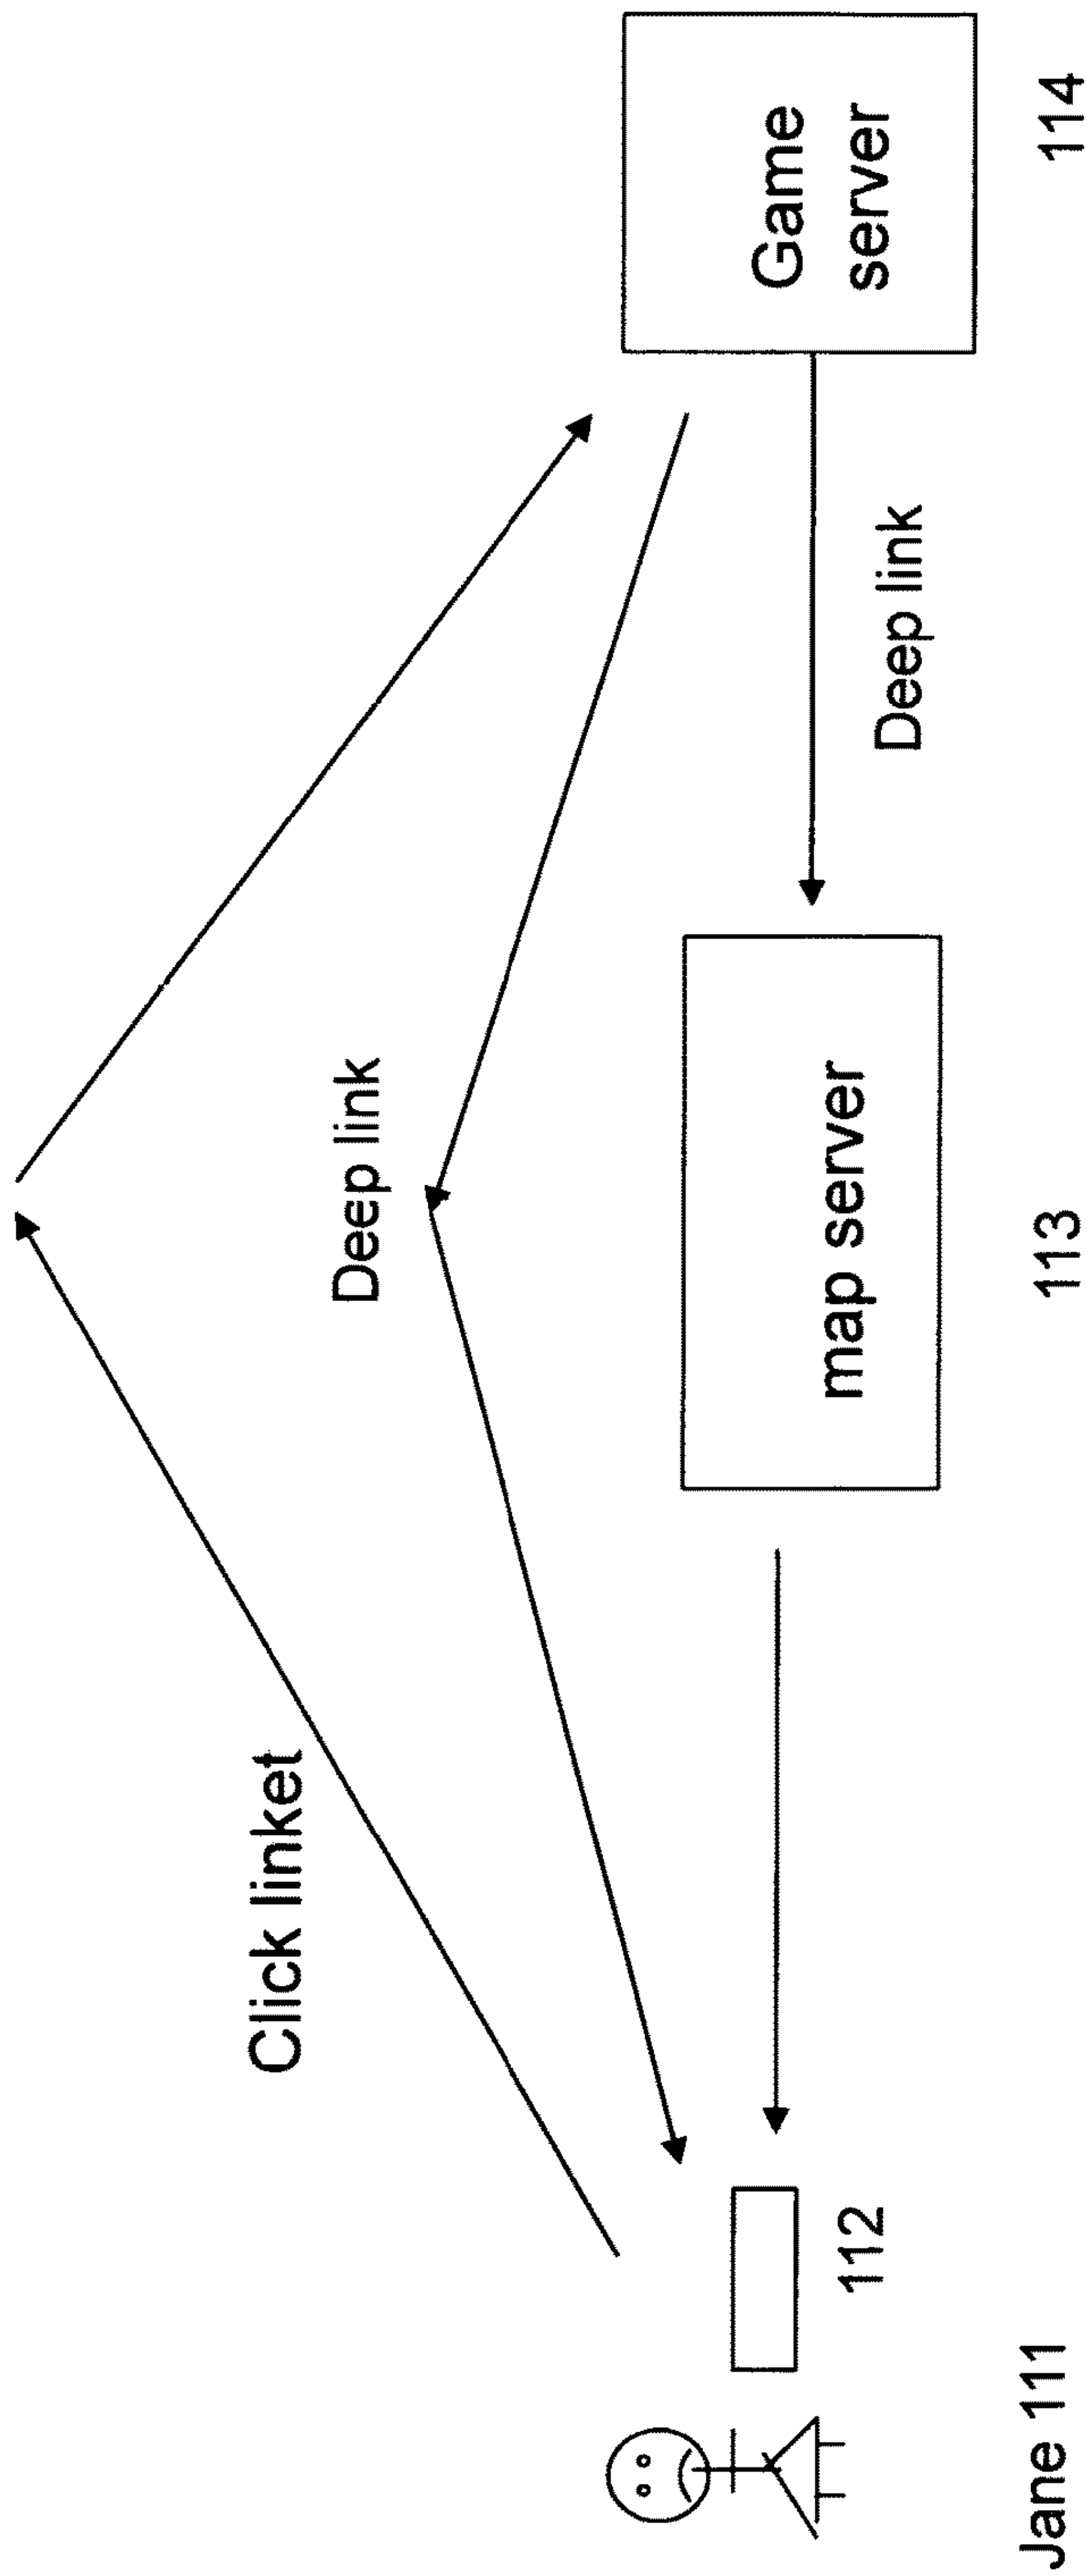 Click linket
Deep link
Deep link
Game
server
map server
112
Jane 111
113
114